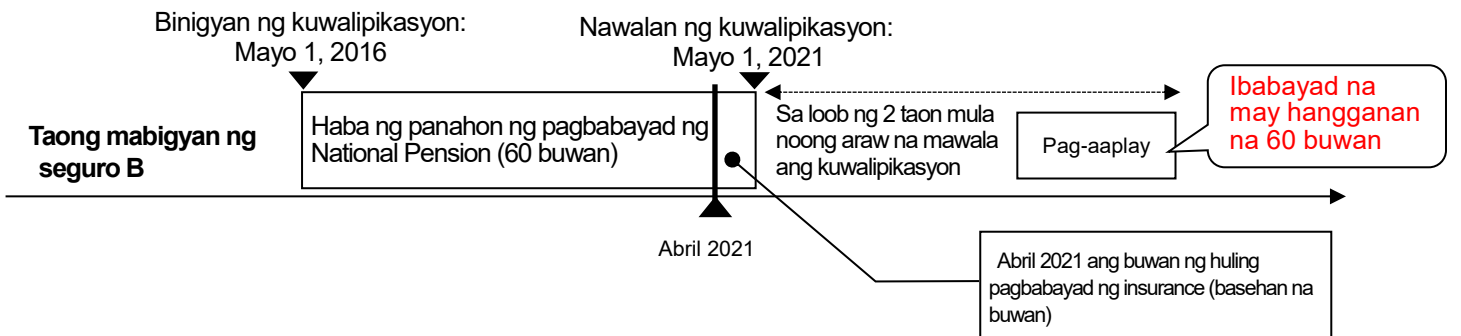 Binigyan ng kuwalipikasyon:
Mayo 1, 2016
Nawalan ng kuwalipikasyon:
Mayo 1, 2021
Taong mabigyan ng
seguro B
Haba ng panahon ng pagbabayad ng
National Pension (60 buwan)
Sa loob ng 2 taon mula
noong araw na mawala
ang kuwalipikasyon
Pag-aaplay
Ibabayad na
may hangganan
na 60 buwan
Abril 2021
Abril 2021 ang buwan ng huling
pagbabayad ng insurance (basehan na
buwan)